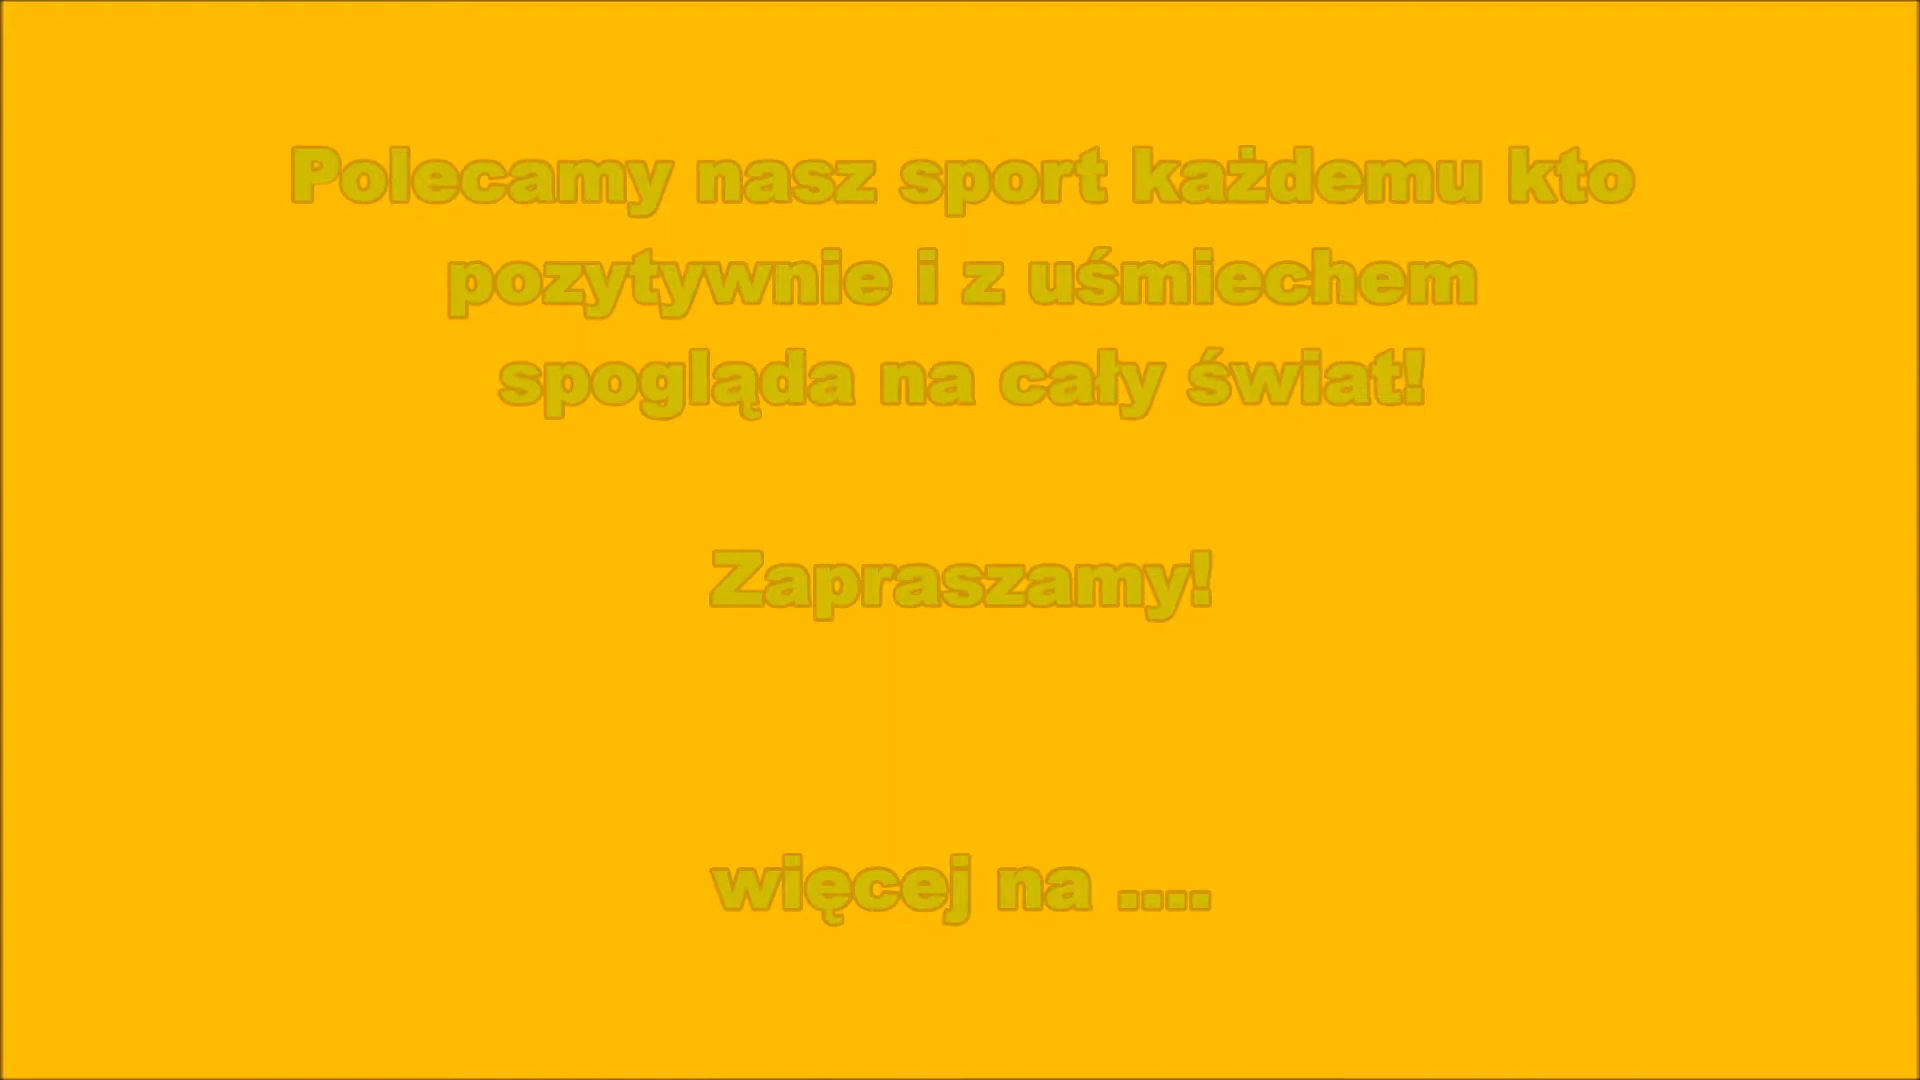 Polecamy nasz sport każdemu kto
pozytywnie i z uśmiechem
spogląda na cały świat!
Zapraszamy!
więcej na ....